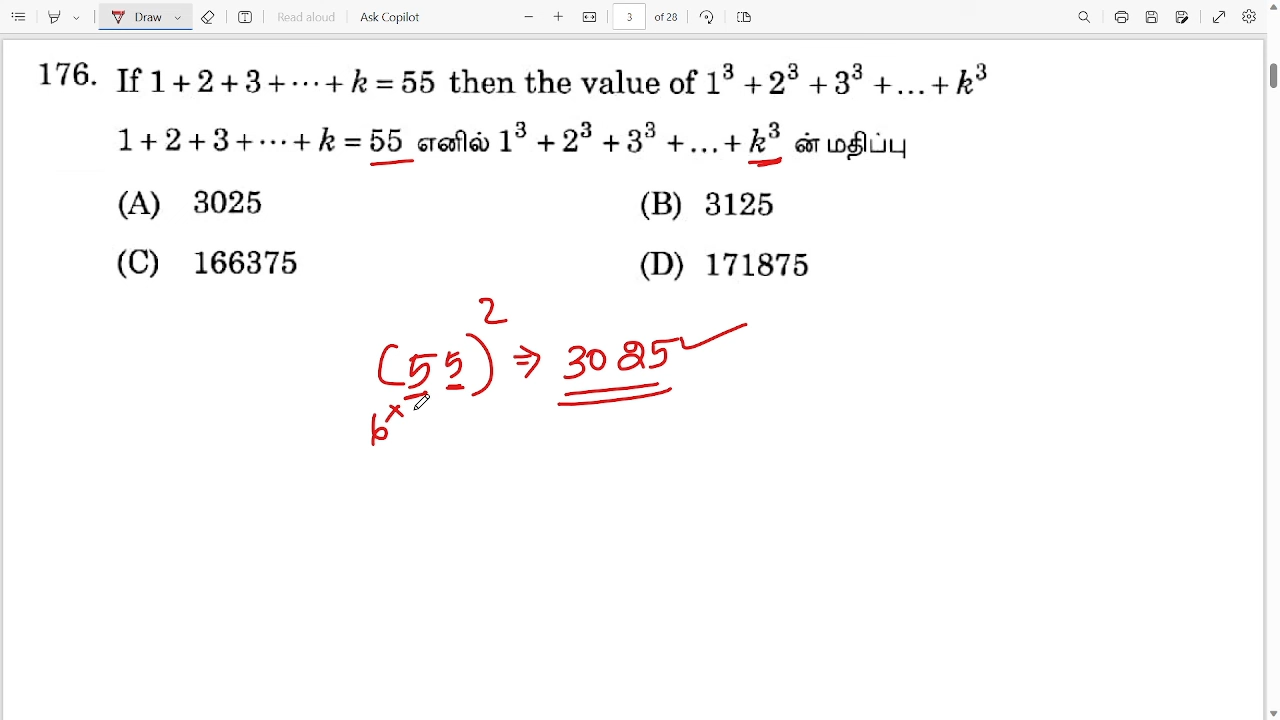 Draw Read aloud Ask Copilot 3 of 28
176. If 1 + 2 + 3 + ⋯ + k = 55 then the value of 1³ + 2³ + 3³ + ... + k³
1 + 2 + 3 + ⋯ + k = 55 எனில் 1³ + 2³ + 3³ + ... + k³ ன் மதிப்பு
(A) 3025 (B) 3125
(C) 166375 (D) 171875
(55)² ⇒ 3025 ✓
6×